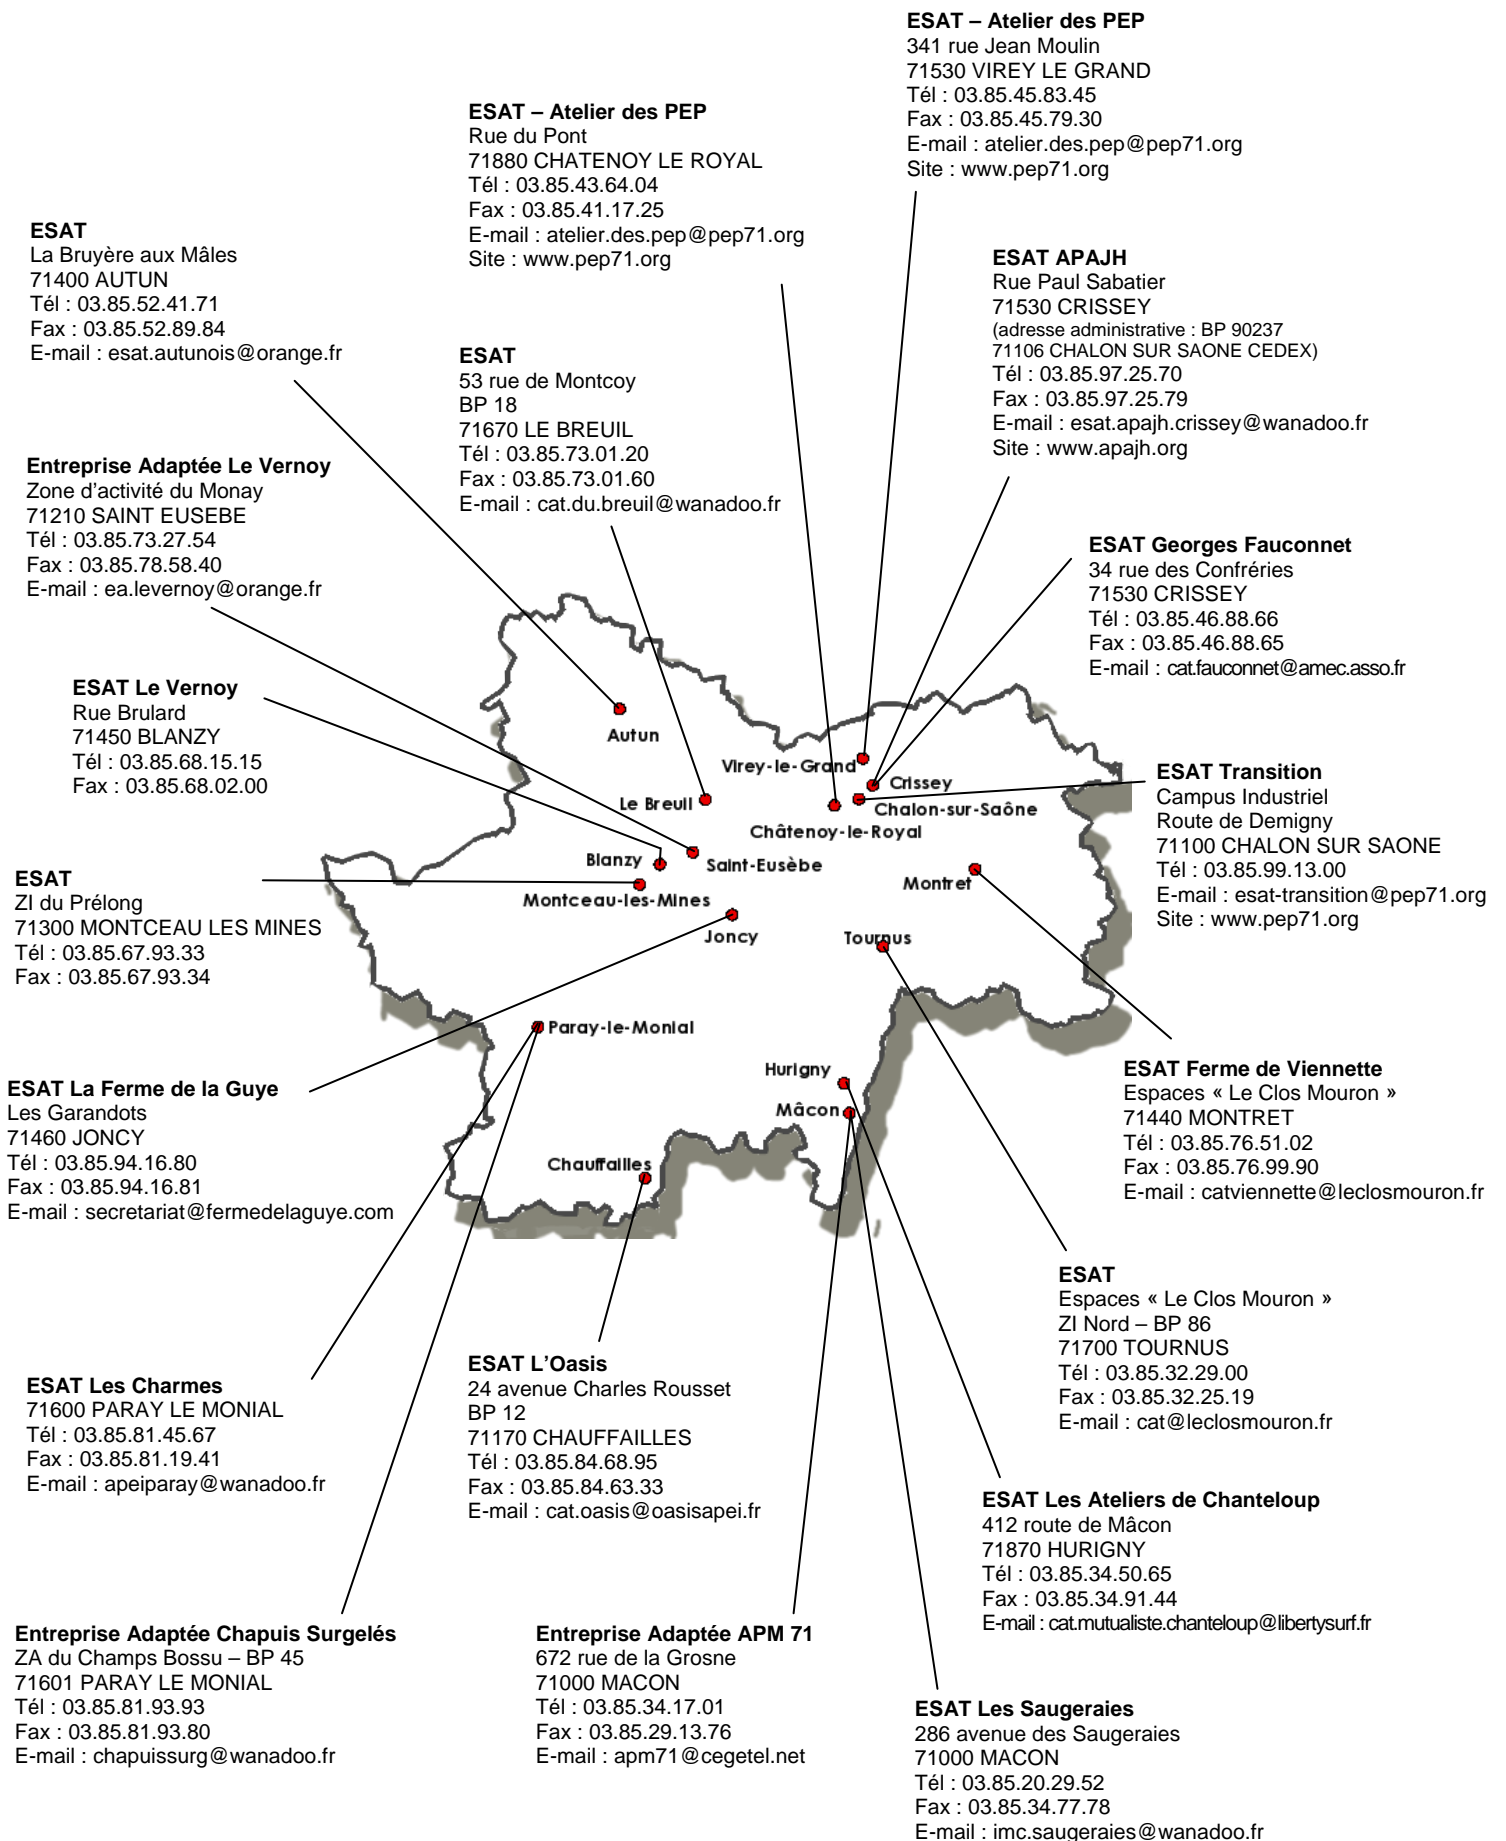 ESAT – Atelier des PEP
341 rue Jean Moulin
71530 VIREY LE GRAND
Tél : 03.85.45.83.45
Fax : 03.85.45.79.30
E-mail : atelier.des.pep@pep71.org
Site : www.pep71.org
ESAT – Atelier des PEP
Rue du Pont
71880 CHATENOY LE ROYAL
Tél : 03.85.43.64.04
Fax : 03.85.41.17.25
E-mail : atelier.des.pep@pep71.org
Site : www.pep71.org
ESAT
La Bruyère aux Mâles
71400 AUTUN
Tél : 03.85.52.41.71
Fax : 03.85.52.89.84
E-mail : esat.autunois@orange.fr
ESAT APAJH
Rue Paul Sabatier
71530 CRISSEY
(adresse administrative : BP 90237
71106 CHALON SUR SAONE CEDEX)
Tél : 03.85.97.25.70
Fax : 03.85.97.25.79
E-mail : esat.apajh.crissey@wanadoo.fr
Site : www.apajh.org
ESAT
53 rue de Montcoy
BP 18
71670 LE BREUIL
Tél : 03.85.73.01.20
Fax : 03.85.73.01.60
E-mail : cat.du.breuil@wanadoo.fr
Entreprise Adaptée Le Vernoy
Zone d'activité du Monay
71210 SAINT EUSEBE
Tél : 03.85.73.27.54
Fax : 03.85.78.58.40
E-mail : ea.levernoy@orange.fr
ESAT Georges Fauconnet
34 rue des Confréries
71530 CRISSEY
Tél : 03.85.46.88.66
Fax : 03.85.46.88.65
E-mail : cat.fauconnet@amec.asso.fr
ESAT Le Vernoy
Rue Brulard
71450 BLANZY
Tél : 03.85.68.15.15
Fax : 03.85.68.02.00
Autun
Virey-le-Grand
Crissey
Le Breuil
Chalon-sur-Saône
Châtenoy-le-Royal
Blanzy
Saint-Eusèbe
Montret
Montceau-les-Mines
Joncy
Tournus
Paray-le-Monial
Hurigny
Mâcon
Chauffailles
ESAT Transition
Campus Industriel
Route de Demigny
71100 CHALON SUR SAONE
Tél : 03.85.99.13.00
E-mail : esat-transition@pep71.org
Site : www.pep71.org
ESAT
ZI du Prélong
71300 MONTCEAU LES MINES
Tél : 03.85.67.93.33
Fax : 03.85.67.93.34
ESAT La Ferme de la Guye
Les Garandots
71460 JONCY
Tél : 03.85.94.16.80
Fax : 03.85.94.16.81
E-mail : secretariat@fermedelaguye.com
ESAT Ferme de Viennette
Espaces « Le Clos Mouron »
71440 MONTRET
Tél : 03.85.76.51.02
Fax : 03.85.76.99.90
E-mail : catviennette@leclosmouron.fr
ESAT
Espaces « Le Clos Mouron »
ZI Nord – BP 86
71700 TOURNUS
Tél : 03.85.32.29.00
Fax : 03.85.32.25.19
E-mail : cat@leclosmouron.fr
ESAT Les Charmes
71600 PARAY LE MONIAL
Tél : 03.85.81.45.67
Fax : 03.85.81.19.41
E-mail : apeiparay@wanadoo.fr
ESAT L'Oasis
24 avenue Charles Rousset
BP 12
71170 CHAUFFAILLES
Tél : 03.85.84.68.95
Fax : 03.85.84.63.33
E-mail : cat.oasis@oasisapei.fr
ESAT Les Ateliers de Chanteloup
412 route de Mâcon
71870 HURIGNY
Tél : 03.85.34.50.65
Fax : 03.85.34.91.44
E-mail : cat.mutualiste.chanteloup@libertysurf.fr
Entreprise Adaptée Chapuis Surgelés
ZA du Champs Bossu – BP 45
71601 PARAY LE MONIAL
Tél : 03.85.81.93.93
Fax : 03.85.81.93.80
E-mail : chapuissurg@wanadoo.fr
Entreprise Adaptée APM 71
672 rue de la Grosne
71000 MACON
Tél : 03.85.34.17.01
Fax : 03.85.29.13.76
E-mail : apm71@cegetel.net
ESAT Les Saugeraies
286 avenue des Saugeraies
71000 MACON
Tél : 03.85.20.29.52
Fax : 03.85.34.77.78
E-mail : imc.saugeraies@wanadoo.fr